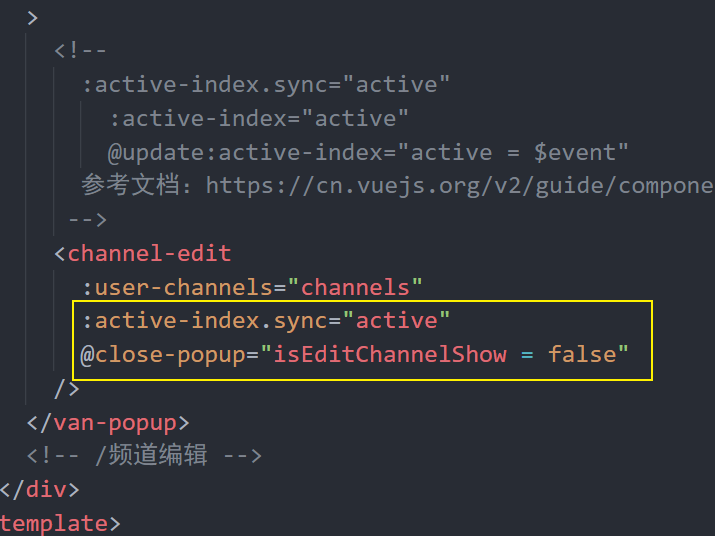 >
<!--
:active-index.sync="active"
:active-index="active"
@update:active-index="active = $event"
参考文档：https://cn.vuejs.org/v2/guide/compone
-->
<channel-edit
:user-channels="channels"
:active-index.sync="active"
@close-popup="isEditChannelShow = false"
/>
</van-popup>
<!-- /频道编辑 -->
</div>
template>